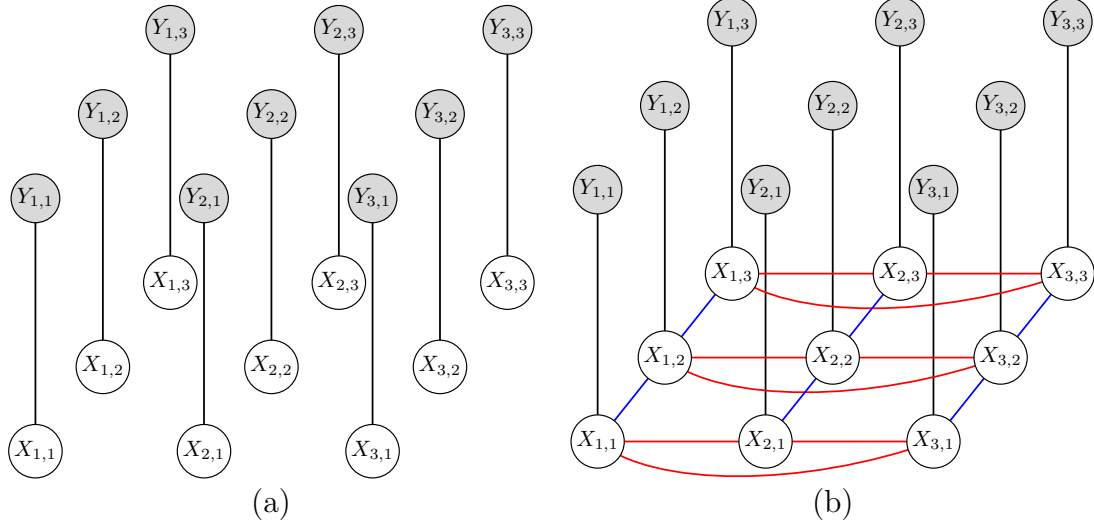 Y1,3 Y2,3 Y3,3
Y1,2 Y2,2 Y3,2
Y1,1 Y2,1 Y3,1
X1,3 X2,3 X3,3
X1,2 X2,2 X3,2
X1,1 X2,1 X3,1
(a)
Y1,3 Y2,3 Y3,3
Y1,2 Y2,2 Y3,2
Y1,1 Y2,1 Y3,1
X1,3 X2,3 X3,3
X1,2 X2,2 X3,2
X1,1 X2,1 X3,1
(b)